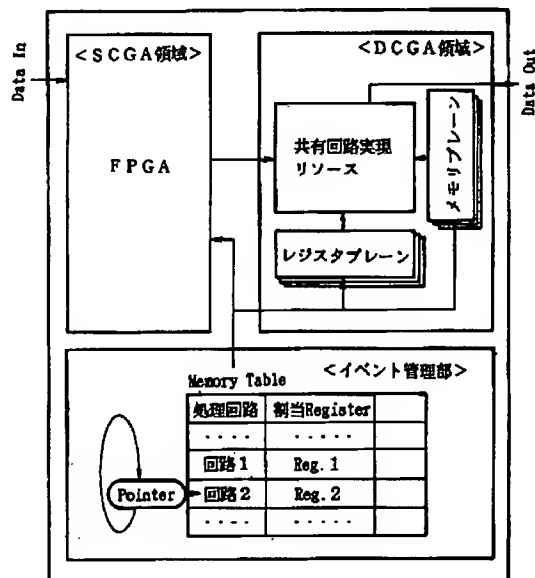 Data In
<SCGA領域>
FPGA
<DCGA領域>
共有回路実現
リソース
メモリプレーン
レジスタプレーン
Data Out
<イベント管理部>
Memory Table
処理回路 割当Register
・・・・ ・・・・・
回路1 Reg.1
Pointer 回路2 Reg.2
・・・・ ・・・・・